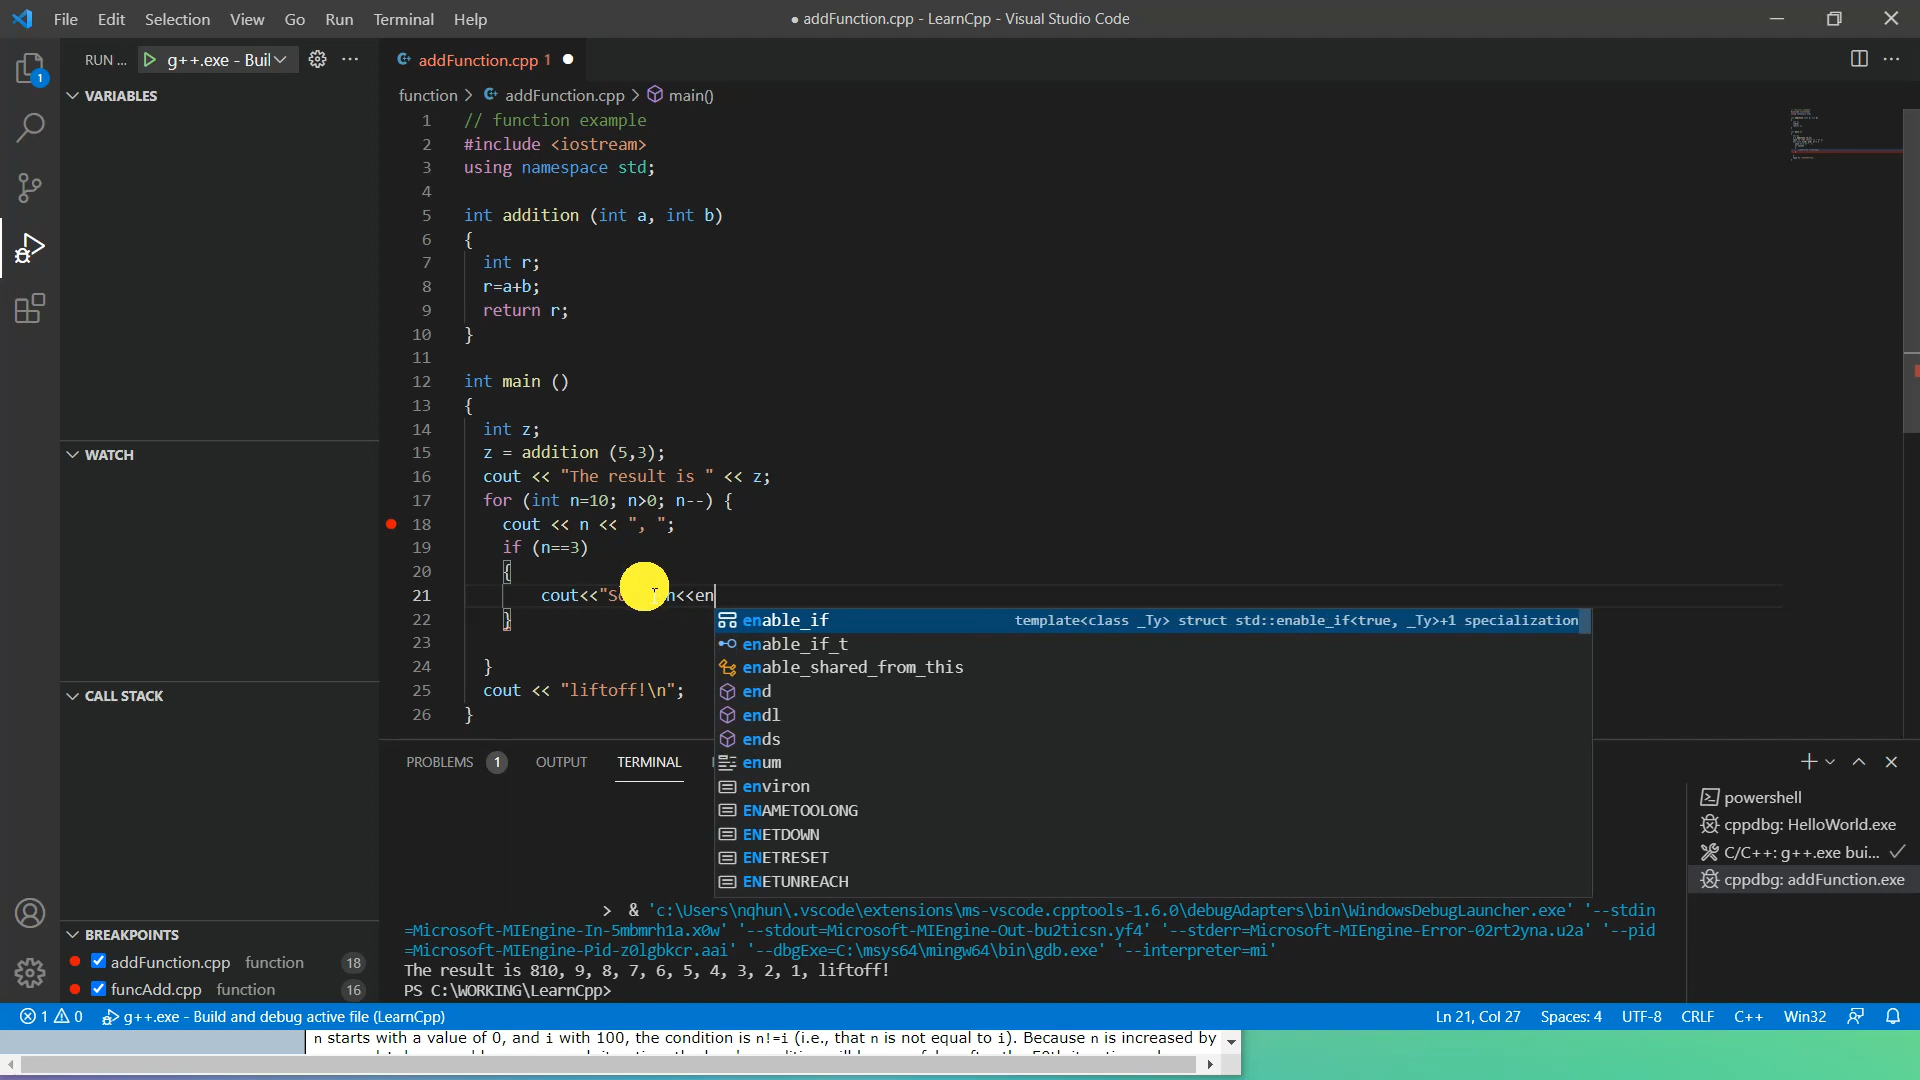 File Edit Selection View Go Run Terminal Help
● addFunction.cpp - LearnCpp - Visual Studio Code
RUN ... g++.exe - Buil
addFunction.cpp 1
VARIABLES
function > addFunction.cpp > main()
1 // function example
2 #include <iostream>
3 using namespace std;
4
5 int addition (int a, int b)
6 {
7 int r;
8 r=a+b;
9 return r;
10 }
11
12 int main ()
13 {
14 int z;
15 z = addition (5,3);
16 cout << "The result is " << z;
17 for (int n=10; n>0; n--) {
18 cout << n << ", ";
19 if (n==3)
20 {
21 cout<<"S n<<en
22 }
23
24 }
25 cout << "liftoff!\n";
26 }
enable_if template<class _Ty> struct std::enable_if<true, _Ty>+1 specialization
enable_if_t
enable_shared_from_this
end
endl
ends
enum
environ
ENAMETOOLONG
ENETDOWN
ENETRESET
ENETUNREACH
WATCH
CALL STACK
BREAKPOINTS
addFunction.cpp function 18
funcAdd.cpp function 16
PROBLEMS 1 OUTPUT TERMINAL
powershell
cppdbg: HelloWorld.exe
C/C++: g++.exe bui...
cppdbg: addFunction.exe
> & 'c:\Users\nqhun\.vscode\extensions\ms-vscode.cpptools-1.6.0\debugAdapters\bin\WindowsDebugLauncher.exe' '--stdin
=Microsoft-MIEngine-In-5mbmrh1a.x0w' '--stdout=Microsoft-MIEngine-Out-bu2ticsn.yf4' '--stderr=Microsoft-MIEngine-Error-02rt2yna.u2a' '--pid
=Microsoft-MIEngine-Pid-z0lgbkcr.aai' '--dbgExe=C:\msys64\mingw64\bin\gdb.exe' '--interpreter=mi'
The result is 810, 9, 8, 7, 6, 5, 4, 3, 2, 1, liftoff!
PS C:\WORKING\LearnCpp>
1 0 g++.exe - Build and debug active file (LearnCpp)
Ln 21, Col 27 Spaces: 4 UTF-8 CRLF C++ Win32
n starts with a value of 0, and i with 100, the condition is n!=i (i.e., that n is not equal to i). Because n is increased by